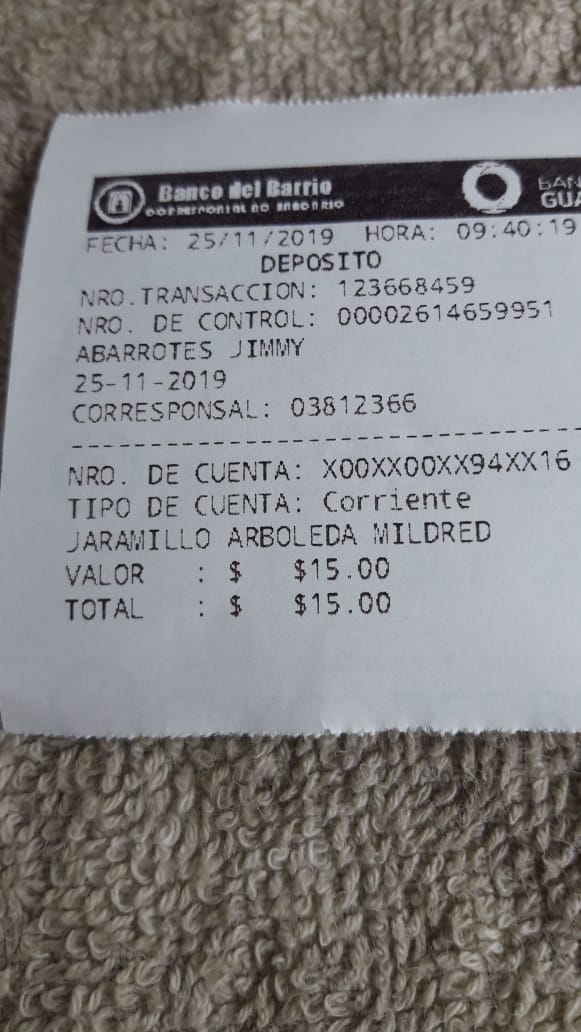 Banco del Barrio
CORRESPONSAL NO BANCARIO
BAN
GUA
FECHA: 25/11/2019 HORA: 09:40:19
DEPOSITO
NRO.TRANSACCION: 123668459
NRO. DE CONTROL: 00002614659951
ABARROTES JIMMY
25-11-2019
CORRESPONSAL: 03812366
NRO. DE CUENTA: X00XX00XX94XX16
TIPO DE CUENTA: Corriente
JARAMILLO ARBOLEDA MILDRED
VALOR : $ $15.00
TOTAL : $ $15.00